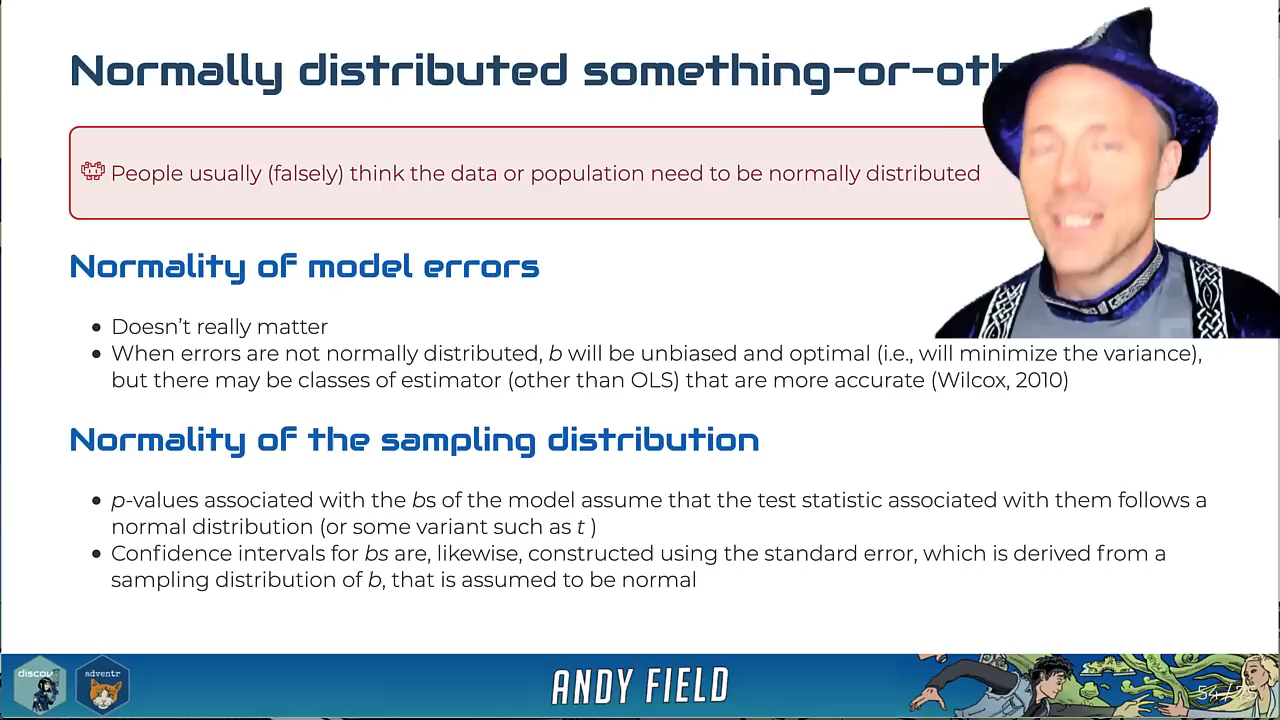 Normally distributed something-or-oth
People usually (falsely) think the data or population need to be normally distributed
Normality of model errors
• Doesn't really matter
• When errors are not normally distributed, b will be unbiased and optimal (i.e., will minimize the variance),
but there may be classes of estimator (other than OLS) that are more accurate (Wilcox, 2010)
Normality of the sampling distribution
• p-values associated with the bs of the model assume that the test statistic associated with them follows a
normal distribution (or some variant such as t )
• Confidence intervals for bs are, likewise, constructed using the standard error, which is derived from a
sampling distribution of b, that is assumed to be normal
discovr
adventr
ANDY FIELD
54/75